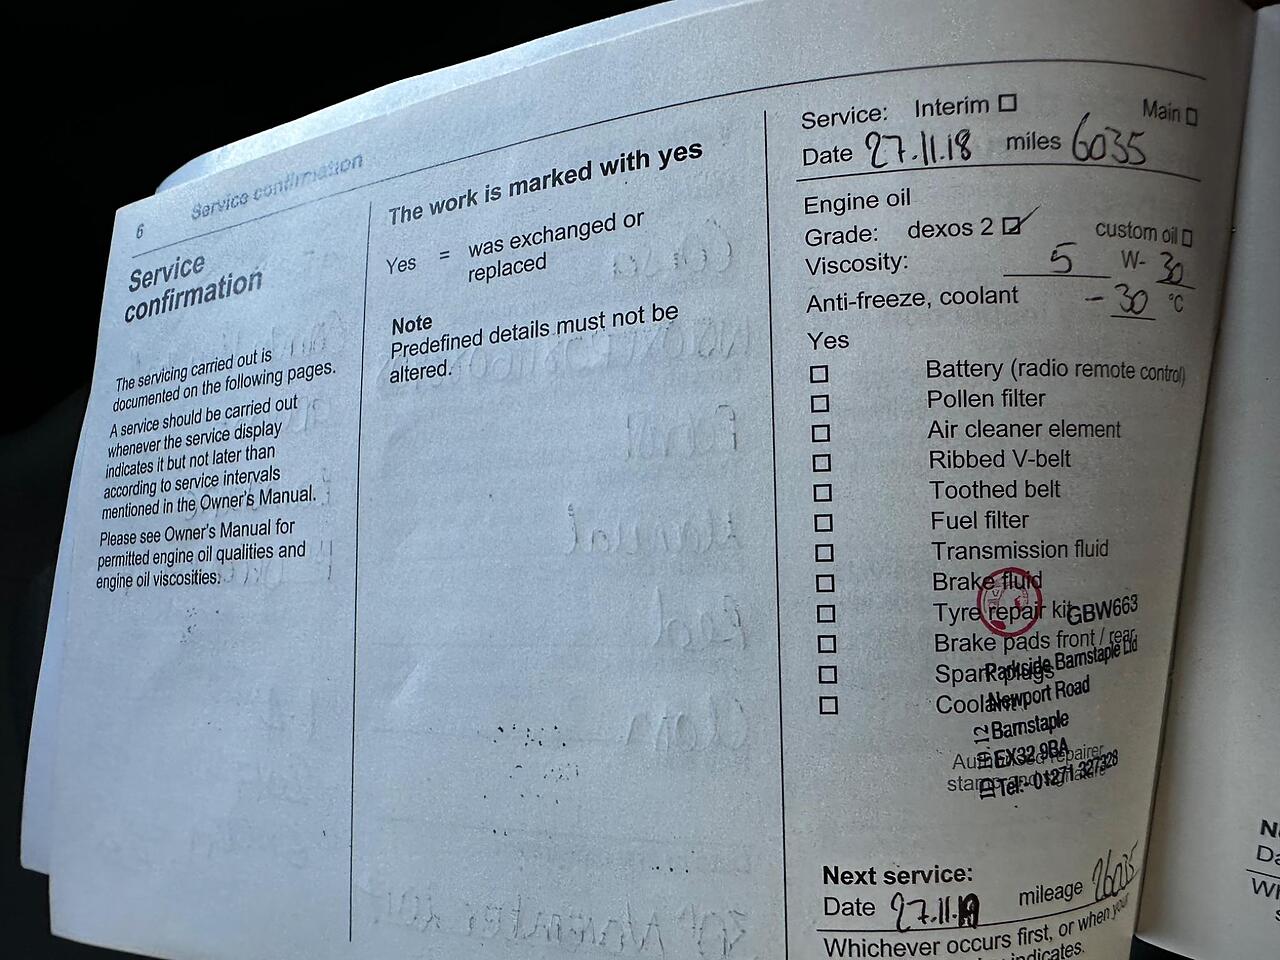 6
Service confirmation
Service
confirmation
The servicing carried out is
documented on the following pages.
A service should be carried out
whenever the service display
indicates it but not later than
according to service intervals
mentioned in the Owner's Manual.
Please see Owner's Manual for
permitted engine oil qualities and
engine oil viscosities.
The work is marked with yes
Yes = was exchanged or
replaced
Note
Predefined details must not be
altered.
Service: Interim Main
Date 27.11.18 miles 6035
Engine oil
Grade: dexos 2 custom oil
Viscosity: 5 W- 30
Anti-freeze, coolant -30 °C
Yes
Battery (radio remote control)
Pollen filter
Air cleaner element
Ribbed V-belt
Toothed belt
Fuel filter
Transmission fluid
Brake fluid
Tyre repair kit
GBW663
Brake pads front / rear
Parkside Barnstaple Ltd
Spark plugs
Newport Road
Coolant
Barnstaple
EX32 9BA
Authorised repairer
stamp and signature
Tel:- 01271 327328
Next service:
Date 27.11.19 mileage 26035
Whichever occurs first, or when your
indicates.